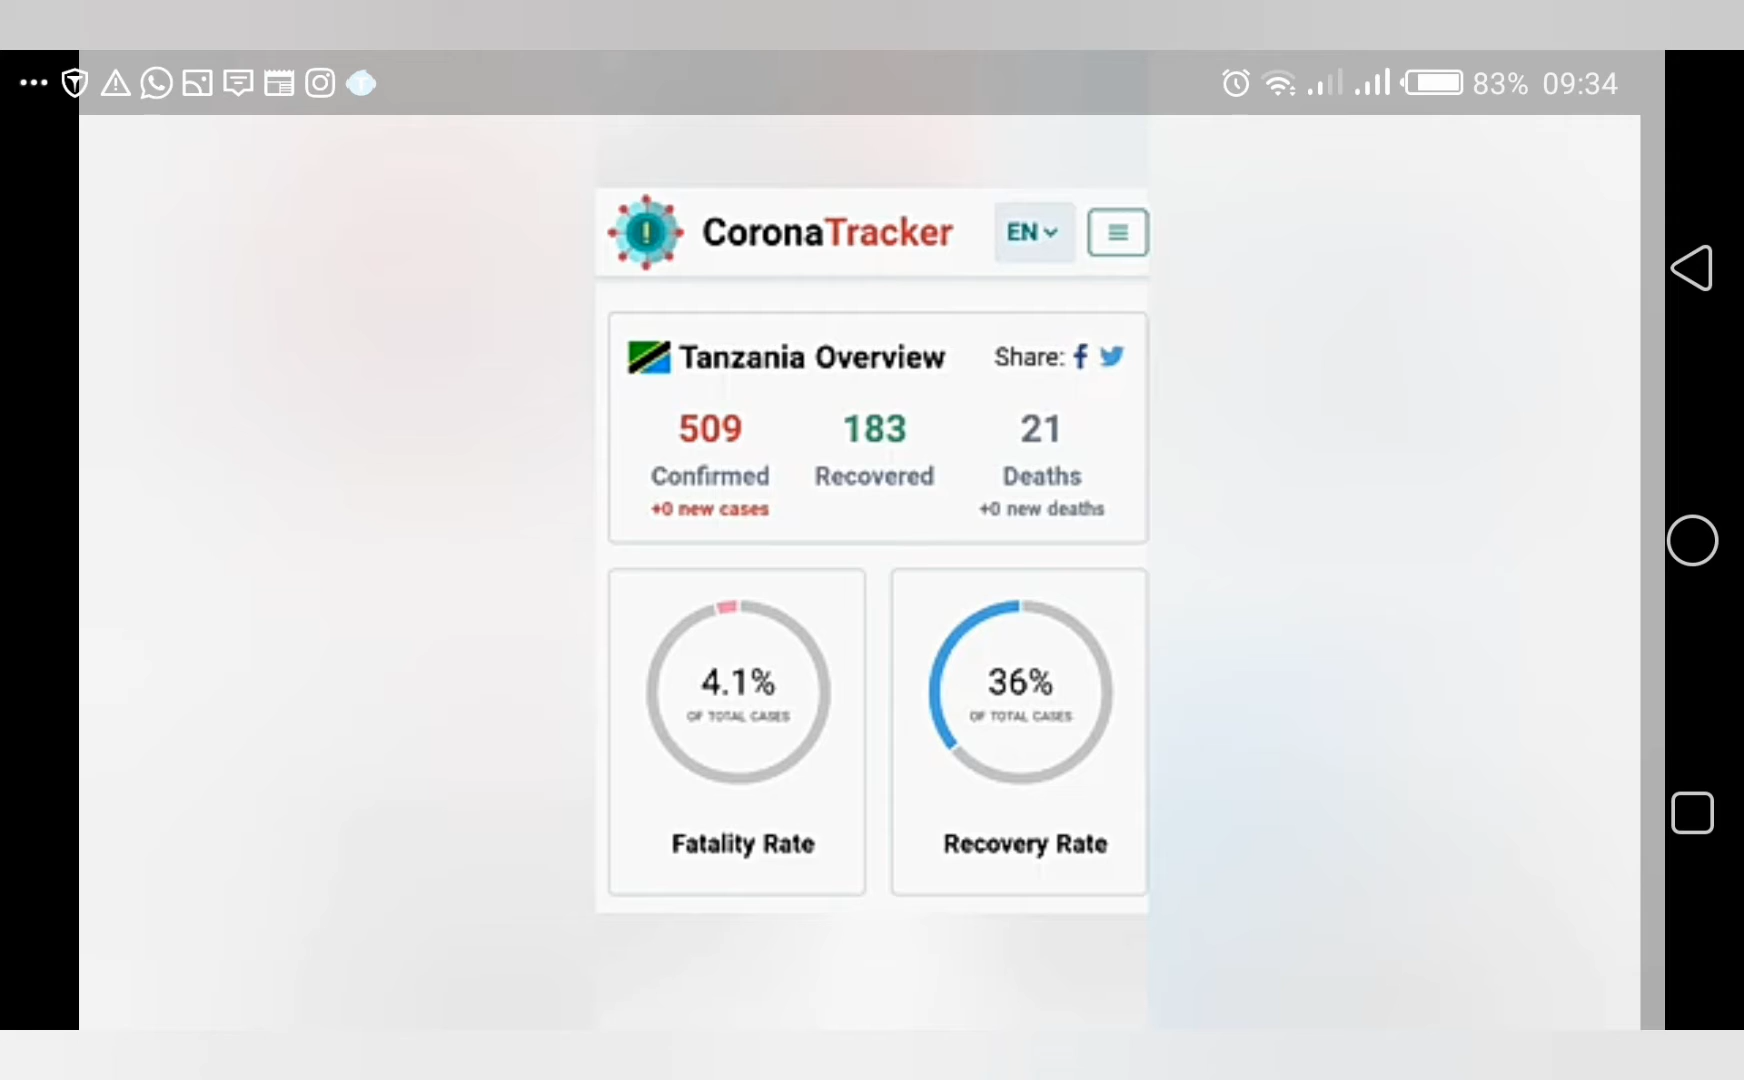 83% 09:34
CoronaTracker
EN
Tanzania Overview
Share:
509
183
21
Confirmed
Recovered
Deaths
+0 new cases
+0 new deaths
4.1%
OF TOTAL CASES
36%
OF TOTAL CASES
Fatality Rate
Recovery Rate